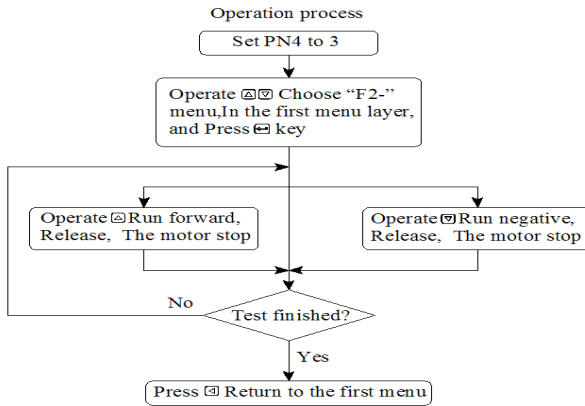 Operation process
Set PN4 to 3
Operate △▽ Choose “F2-”
menu,In the first menu layer,
and Press ↵ key
Operate △ Run forward,
Release, The motor stop
Operate ▽ Run negative,
Release, The motor stop
No
Test finished?
Yes
Press ◁ Return to the first menu